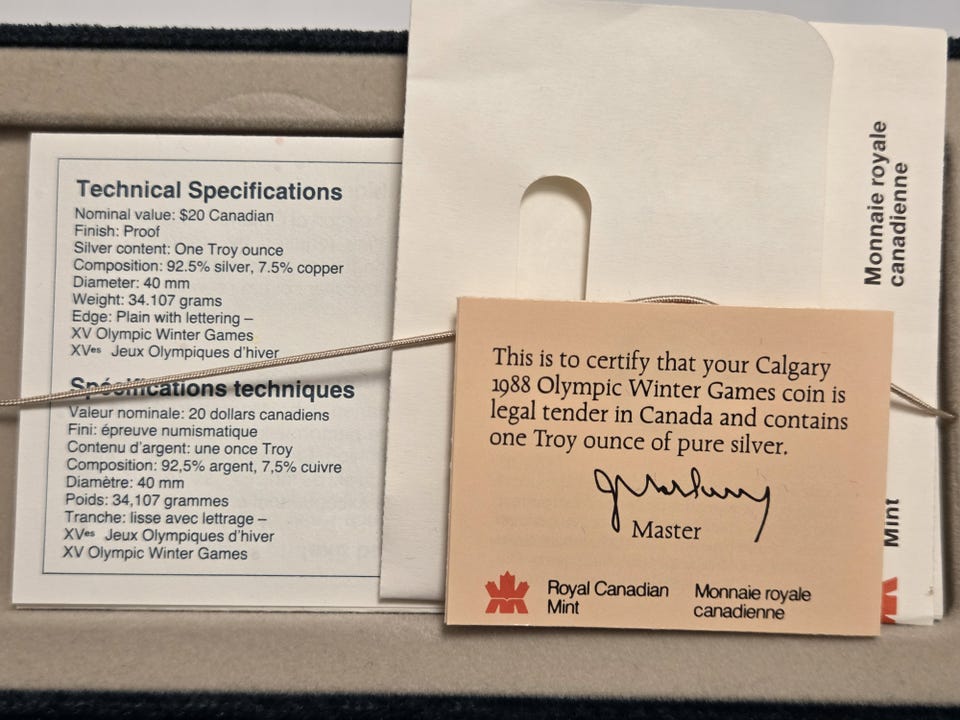 Technical Specifications
Nominal value: $20 Canadian
Finish: Proof
Silver content: One Troy ounce
Composition: 92.5% silver, 7.5% copper
Diameter: 40 mm
Weight: 34.107 grams
Edge: Plain with lettering –
XV Olympic Winter Games
XVes Jeux Olympiques d'hiver
Spécifications techniques
Valeur nominale: 20 dollars canadiens
Fini: épreuve numismatique
Contenu d'argent: une once Troy
Composition: 92,5% argent, 7,5% cuivre
Diamètre: 40 mm
Poids: 34,107 grammes
Tranche: lisse avec lettrage –
XVes Jeux Olympiques d'hiver
XV Olympic Winter Games
This is to certify that your Calgary
1988 Olympic Winter Games coin is
legal tender in Canada and contains
one Troy ounce of pure silver.
Master
Royal Canadian
Mint
Monnaie royale
canadienne
Monnaie royale
canadienne
Mint